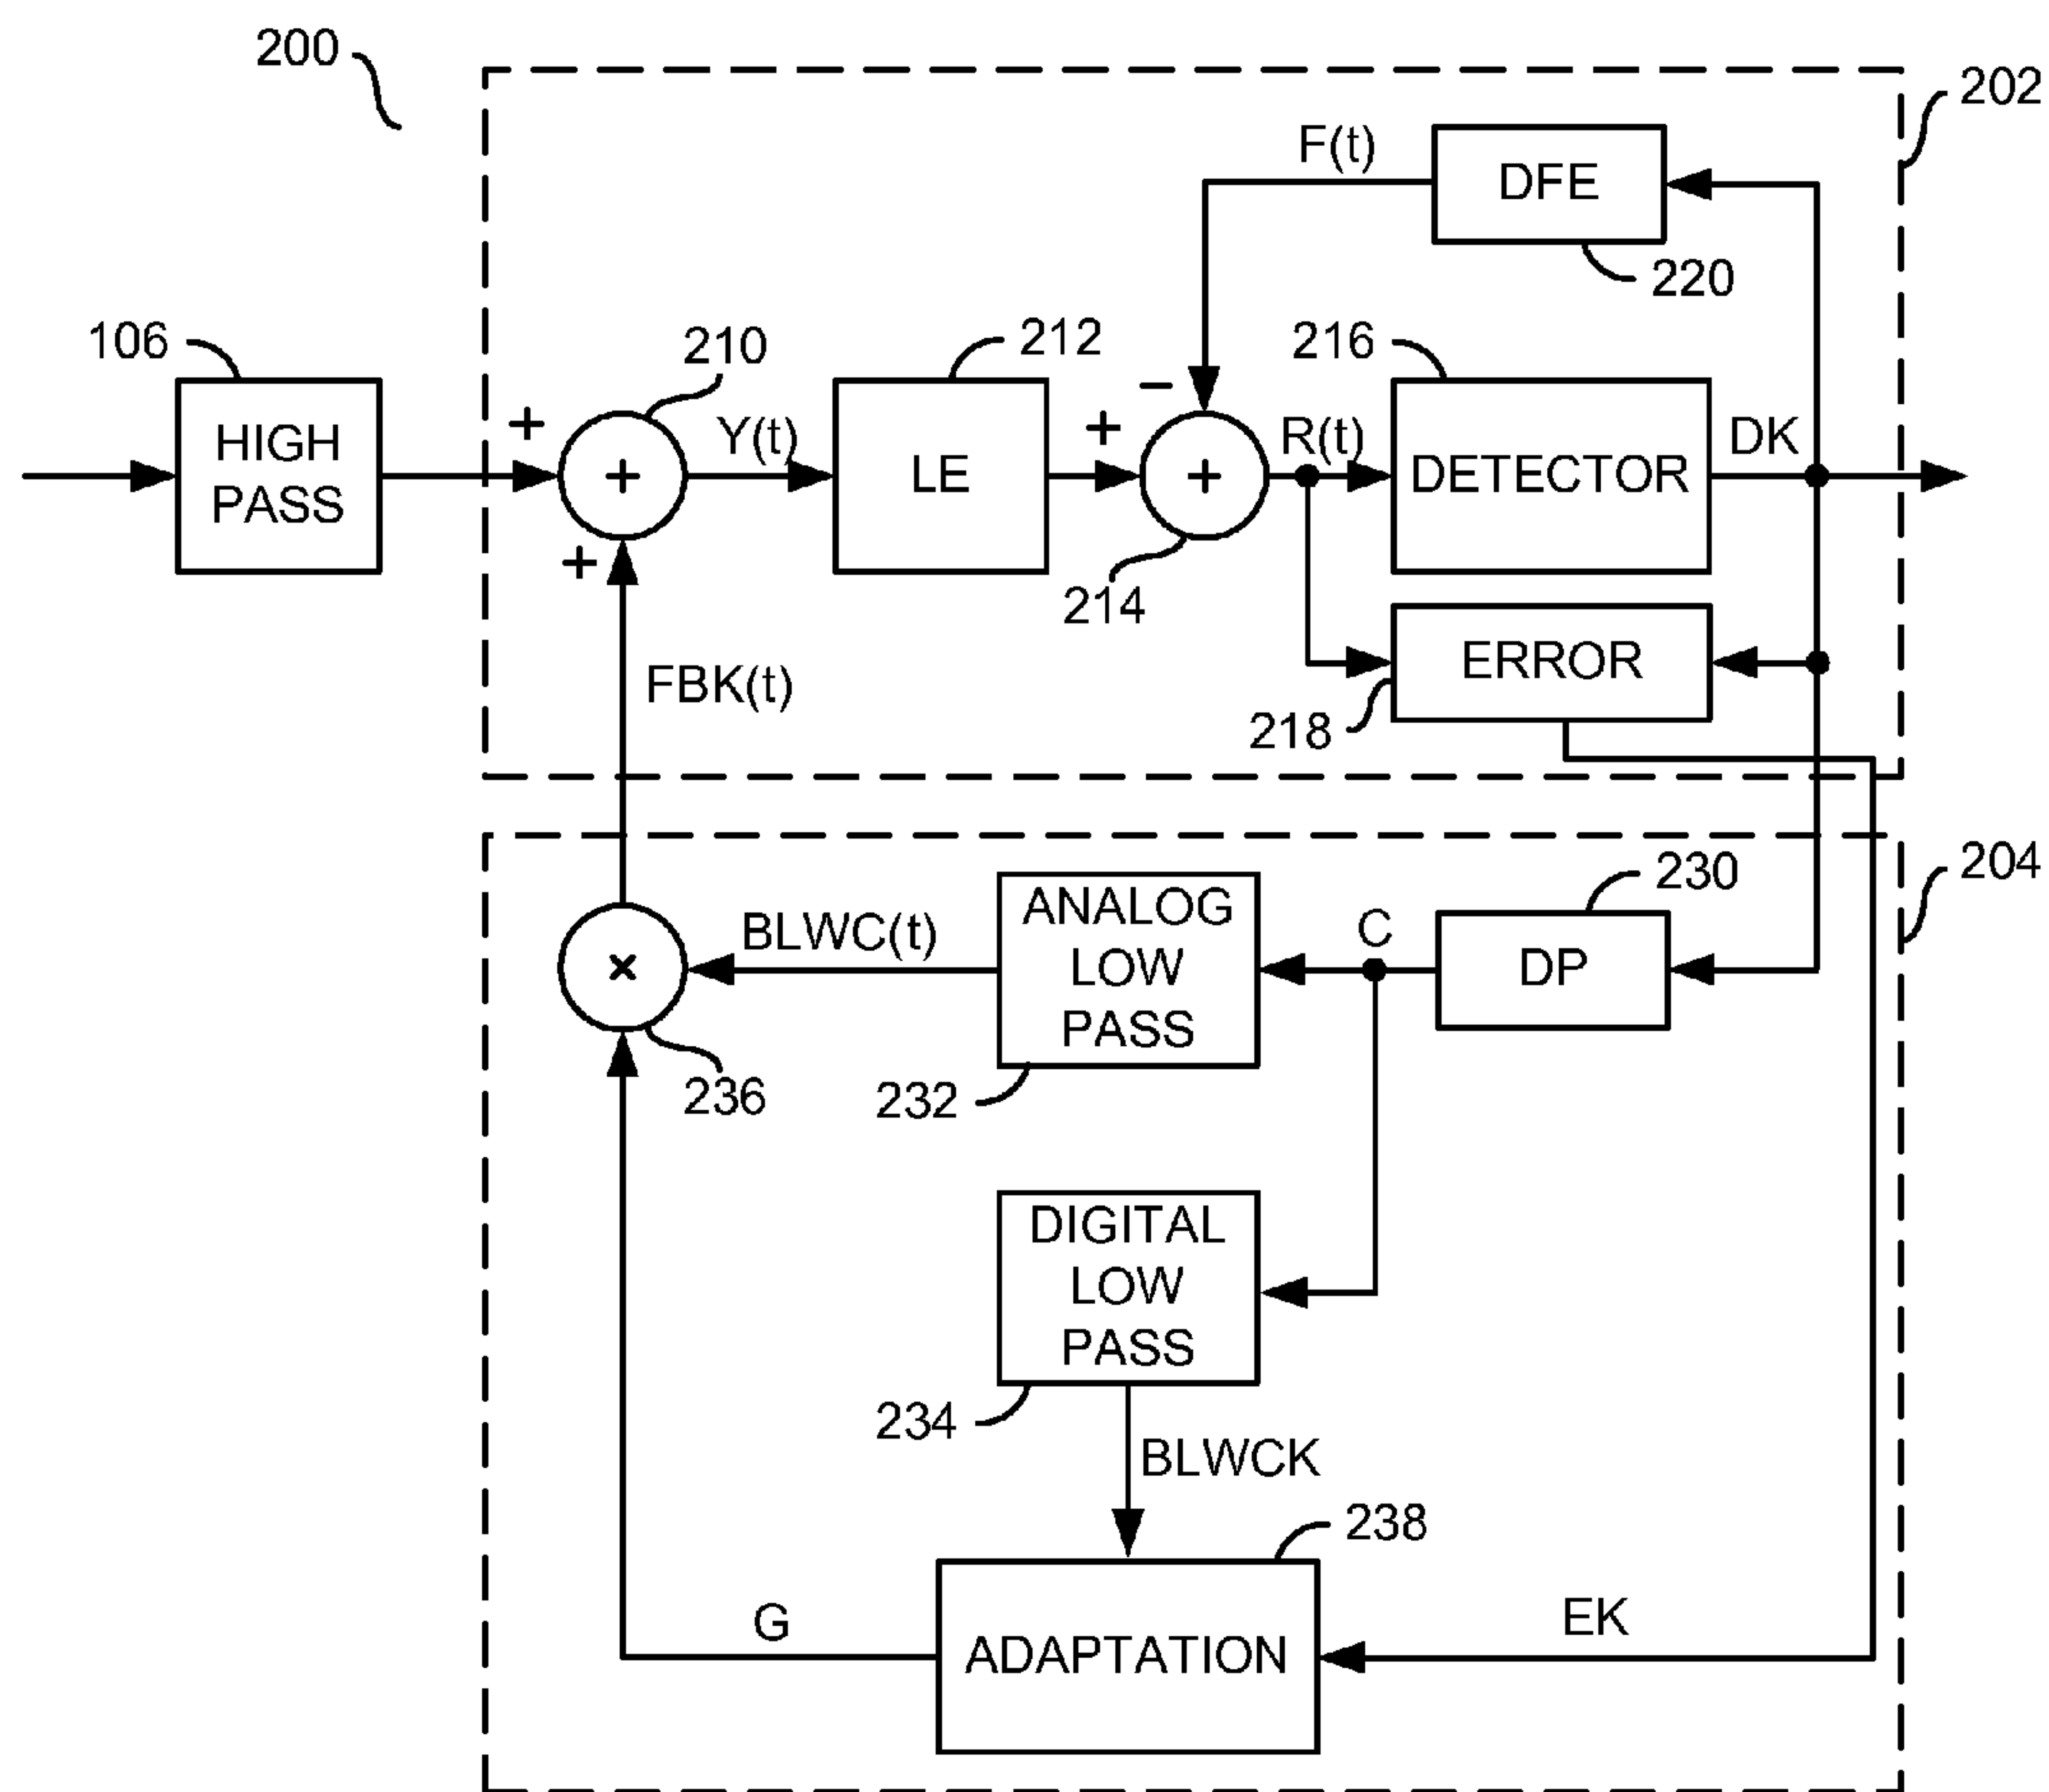 200
202
F(t)
DFE
220
106
210
212
216
HIGH
PASS
+
+
Y(t)
LE
−
+
+
R(t)
DETECTOR
DK
+
214
ERROR
218
FBK(t)
204
230
ANALOG
LOW
PASS
BLWC(t)
C
DP
×
236
232
DIGITAL
LOW
PASS
234
BLWCK
238
G
ADAPTATION
EK